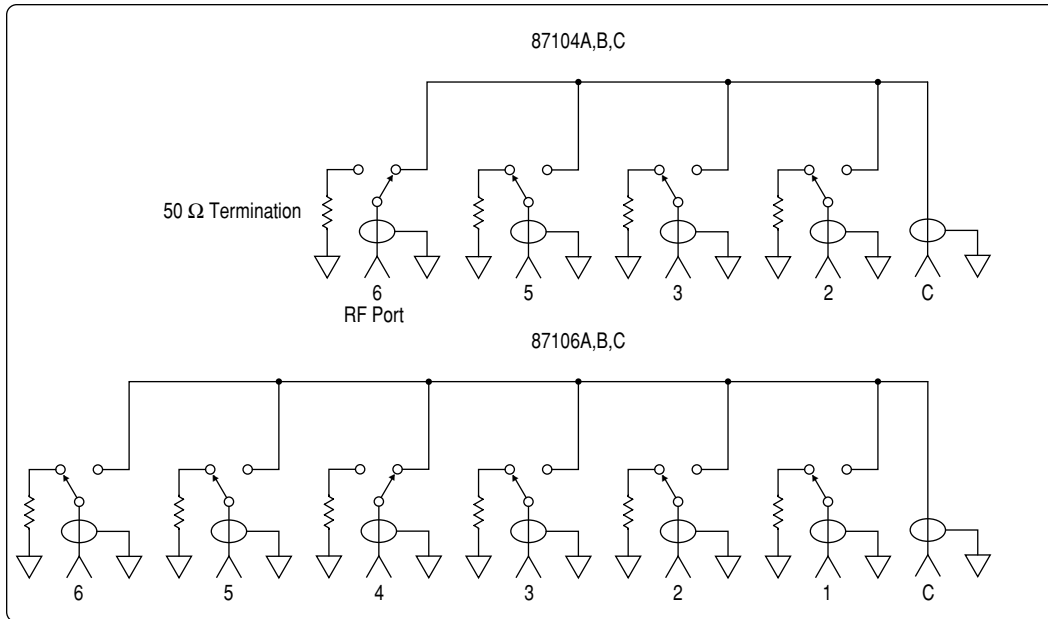 87104A,B,C
50 Ω Termination
6 5 3 2 C
RF Port
87106A,B,C
6 5 4 3 2 1 C